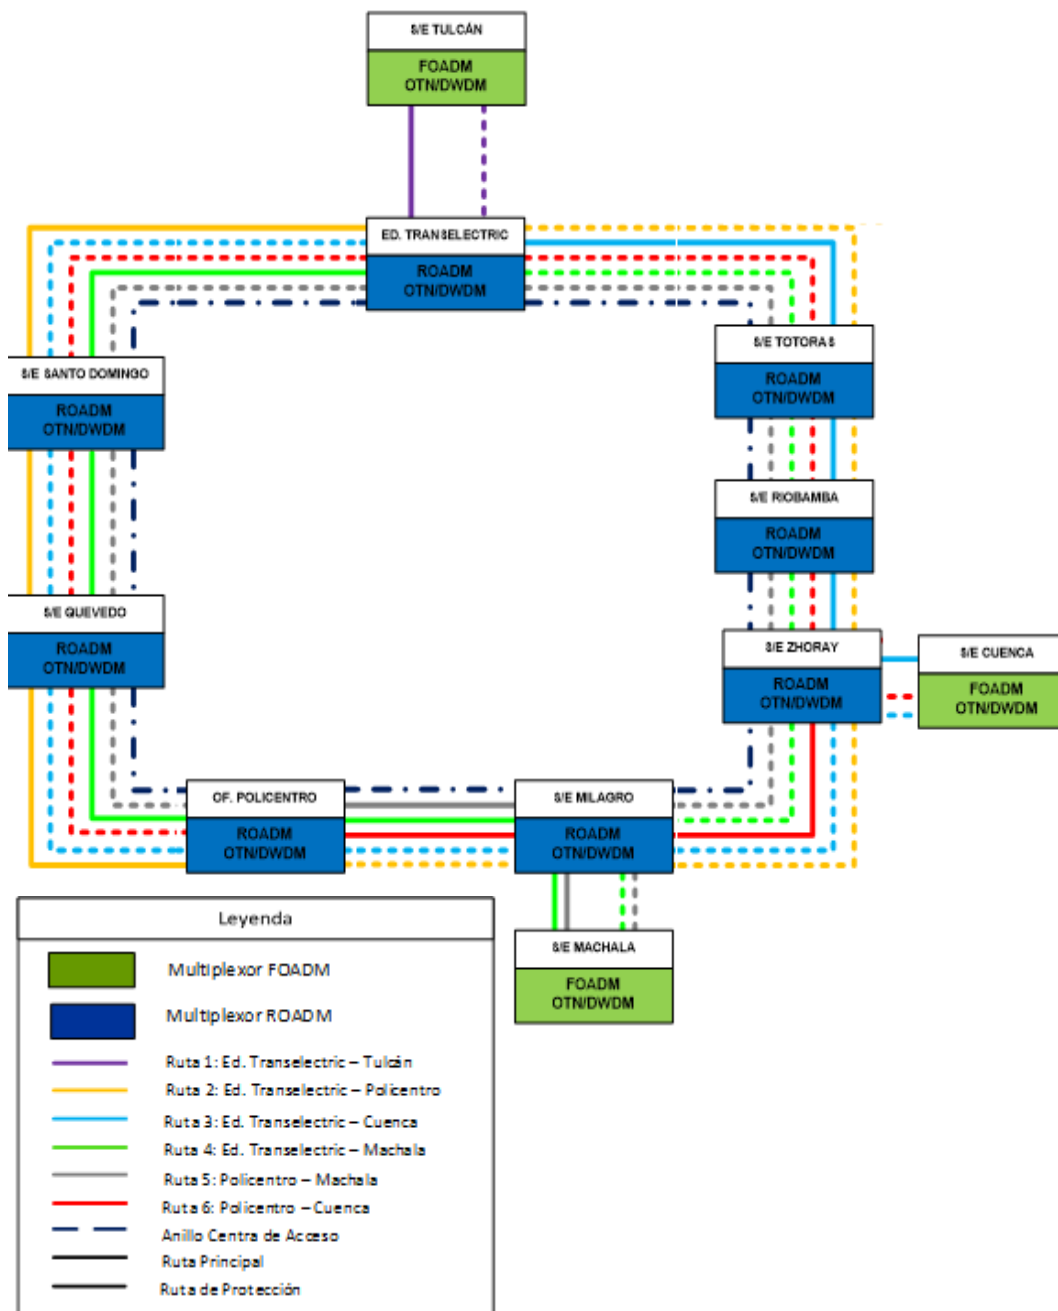 S/E TULCÁN
FOADM
OTN/DWDM
ED. TRANSELECTRIC
ROADM
OTN/DWDM
S/E TOTORAS
ROADM
OTN/DWDM
S/E SANTO DOMINGO
ROADM
OTN/DWDM
S/E RIOBAMBA
ROADM
OTN/DWDM
S/E QUEVEDO
ROADM
OTN/DWDM
S/E ZHORAY
ROADM
OTN/DWDM
S/E CUENCA
FOADM
OTN/DWDM
OF. POLICENTRO
ROADM
OTN/DWDM
S/E MILAGRO
ROADM
OTN/DWDM
S/E MACHALA
FOADM
OTN/DWDM
Leyenda
Multiplexor FOADM
Multiplexor ROADM
Ruta 1: Ed. Transelectric – Tulcán
Ruta 2: Ed. Transelectric – Policentro
Ruta 3: Ed. Transelectric – Cuenca
Ruta 4: Ed. Transelectric – Machala
Ruta 5: Policentro – Machala
Ruta 6: Policentro – Cuenca
Anillo Centra de Acceso
Ruta Principal
Ruta de Protección